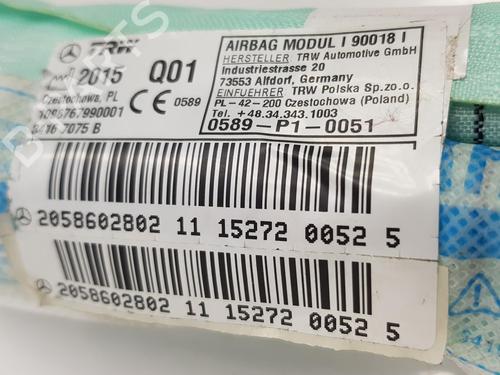 TRW
2015 Q01
Czestochowa, PL
CE 0589
7075 B
AIRBAG MODUL I 90018 I
HERSTELLER TRW Automotive GmbH
Industriestrasse 20
73553 Alfdorf, Germany
EINFUEHRER TRW Polska Sp.zo.o.
PL-42-200 Czestochowa (Poland)
Tel. +48.34.343.1003
0589-P1-0051
2058602802 11 15272 0052 5
2058602802 11 15272 0052 5